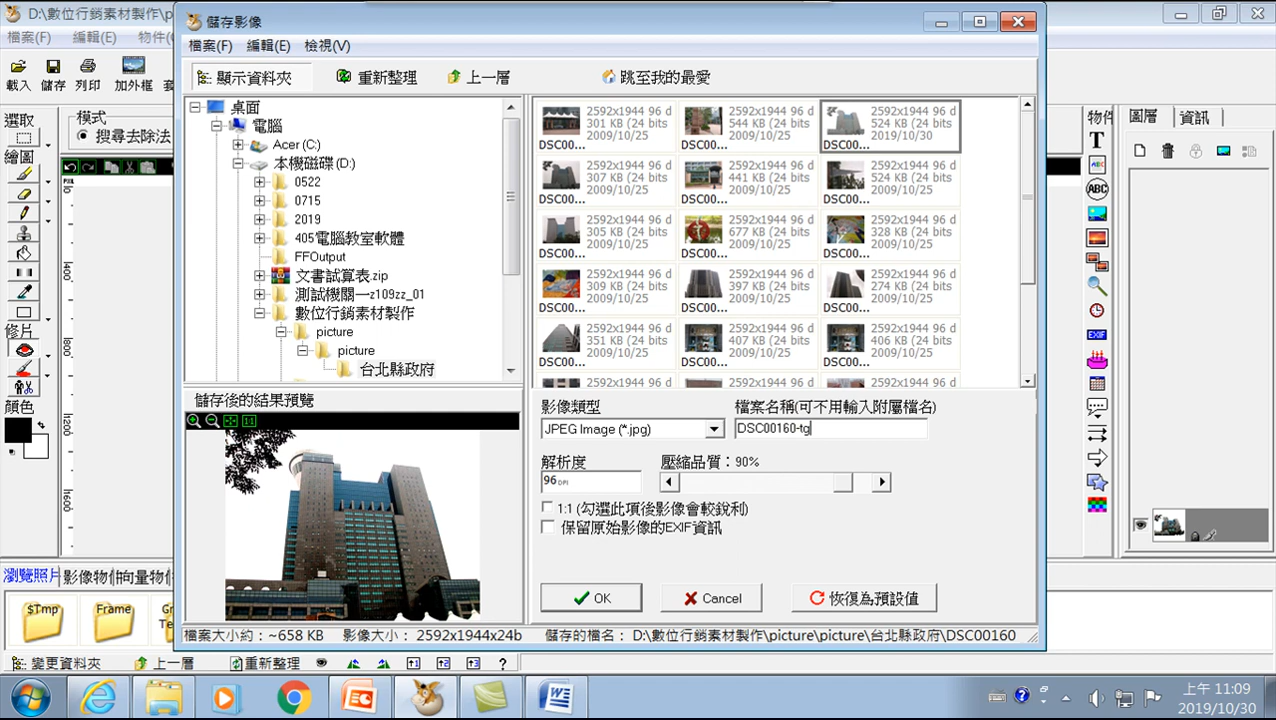 D:\數位行銷素材製作\p
檔案(F) 編輯(E) 物件(
載入 儲存 列印 加外框 套
選取
模式
搜尋去除法
繪圖
修片
顏色
儲存影像
檔案(F) 編輯(E) 檢視(V)
顯示資料夾 重新整理 上一層 跳至我的最愛
桌面
電腦
Acer (C:)
本機磁碟 (D:)
0522
0715
2019
405電腦教室軟體
FFOutput
文書試算表.zip
測試機關一z109zz_01
數位行銷素材製作
picture
picture
台北縣政府
2592x1944 96 d
301 KB (24 bits
2009/10/25
DSC00...
2592x1944 96 d
544 KB (24 bits
2009/10/25
DSC00...
2592x1944 96 d
524 KB (24 bits
2019/10/30
DSC00...
2592x1944 96 d
307 KB (24 bits
2009/10/25
DSC00...
2592x1944 96 d
441 KB (24 bits
2009/10/25
DSC00...
2592x1944 96 d
524 KB (24 bits
2009/10/25
DSC00...
2592x1944 96 d
305 KB (24 bits
2009/10/25
DSC00...
2592x1944 96 d
677 KB (24 bits
2009/10/25
DSC00...
2592x1944 96 d
328 KB (24 bits
2009/10/25
DSC00...
2592x1944 96 d
309 KB (24 bits
2009/10/25
DSC00...
2592x1944 96 d
397 KB (24 bits
2009/10/25
DSC00...
2592x1944 96 d
274 KB (24 bits
2009/10/25
DSC00...
2592x1944 96 d
351 KB (24 bits
2009/10/25
DSC00...
2592x1944 96 d
407 KB (24 bits
2009/10/25
DSC00...
2592x1944 96 d
406 KB (24 bits
2009/10/25
DSC00...
2592x1944 96 d
2592x1944 96 d
2592x1944 96 d
儲存後的結果預覽
1:1
影像類型
JPEG Image (*.jpg)
檔案名稱(可不用輸入附屬檔名)
DSC00160-tg
解析度
96 DPI
壓縮品質：90%
1:1 (勾選此項後影像會較銳利)
保留原始影像的EXIF資訊
OK Cancel 恢復為預設值
檔案大小約：~658 KB 影像大小： 2592x1944x24b 儲存的檔名： D:\數位行銷素材製作\picture\picture\台北縣政府\DSC00160
物件
T
ABC
ABC
EXIF
圖層 資訊
瀏覽照片 影像物件 向量物件
$1mp Frame
變更資料夾 上一層 重新整理 1 2 3 ?
上午 11:09
2019/10/30